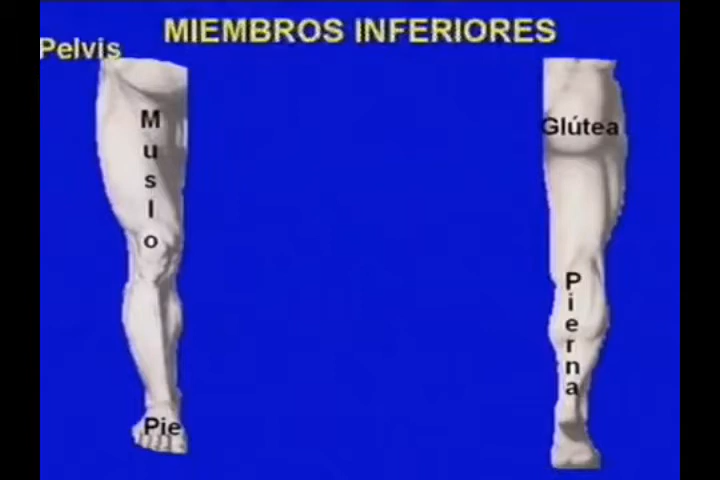 MIEMBROS INFERIORES
Pelvis
Muslo
Glútea
Pierna
Pie